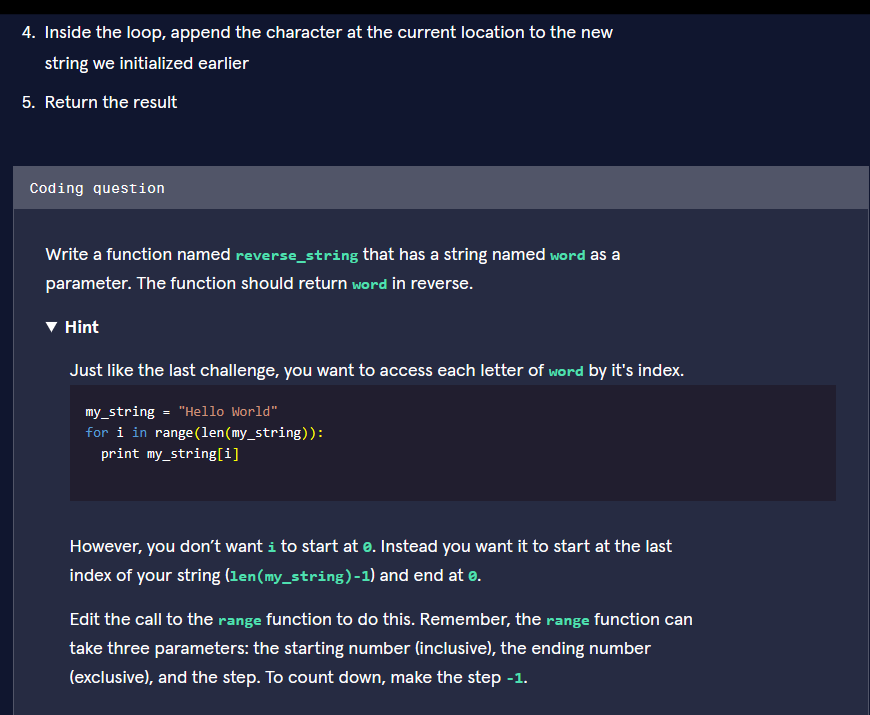 4. Inside the loop, append the character at the current location to the new
string we initialized earlier
5. Return the result
Coding question
Write a function named reverse_string that has a string named word as a
parameter. The function should return word in reverse.
▼ Hint
Just like the last challenge, you want to access each letter of word by it's index.
my_string = "Hello World"
for i in range(len(my_string)):
  print my_string[i]
However, you don’t want i to start at 0. Instead you want it to start at the last
index of your string (len(my_string)-1) and end at 0.
Edit the call to the range function to do this. Remember, the range function can
take three parameters: the starting number (inclusive), the ending number
(exclusive), and the step. To count down, make the step -1.